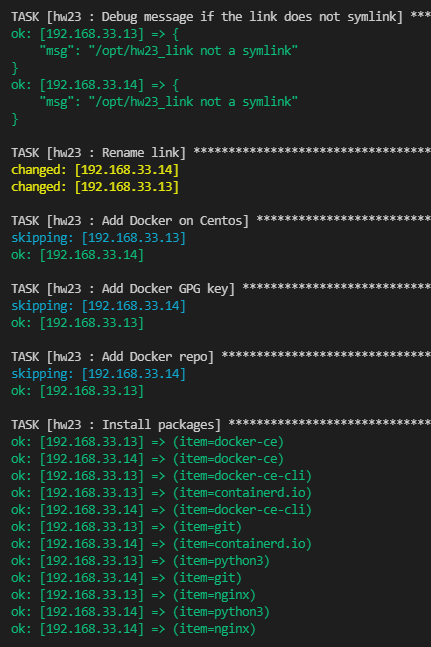 TASK [hw23 : Debug message if the link does not symlink] ***
ok: [192.168.33.13] => {
    "msg": "/opt/hw23_link not a symlink"
}
ok: [192.168.33.14] => {
    "msg": "/opt/hw23_link not a symlink"
}
TASK [hw23 : Rename link] **********************************
changed: [192.168.33.14]
changed: [192.168.33.13]
TASK [hw23 : Add Docker on Centos] *************************
skipping: [192.168.33.13]
ok: [192.168.33.14]
TASK [hw23 : Add Docker GPG key] ***************************
skipping: [192.168.33.14]
ok: [192.168.33.13]
TASK [hw23 : Add Docker repo] ******************************
skipping: [192.168.33.14]
ok: [192.168.33.13]
TASK [hw23 : Install packages] *****************************
ok: [192.168.33.13] => (item=docker-ce)
ok: [192.168.33.14] => (item=docker-ce)
ok: [192.168.33.13] => (item=docker-ce-cli)
ok: [192.168.33.13] => (item=containerd.io)
ok: [192.168.33.14] => (item=docker-ce-cli)
ok: [192.168.33.13] => (item=git)
ok: [192.168.33.14] => (item=containerd.io)
ok: [192.168.33.13] => (item=python3)
ok: [192.168.33.14] => (item=git)
ok: [192.168.33.13] => (item=nginx)
ok: [192.168.33.14] => (item=python3)
ok: [192.168.33.14] => (item=nginx)